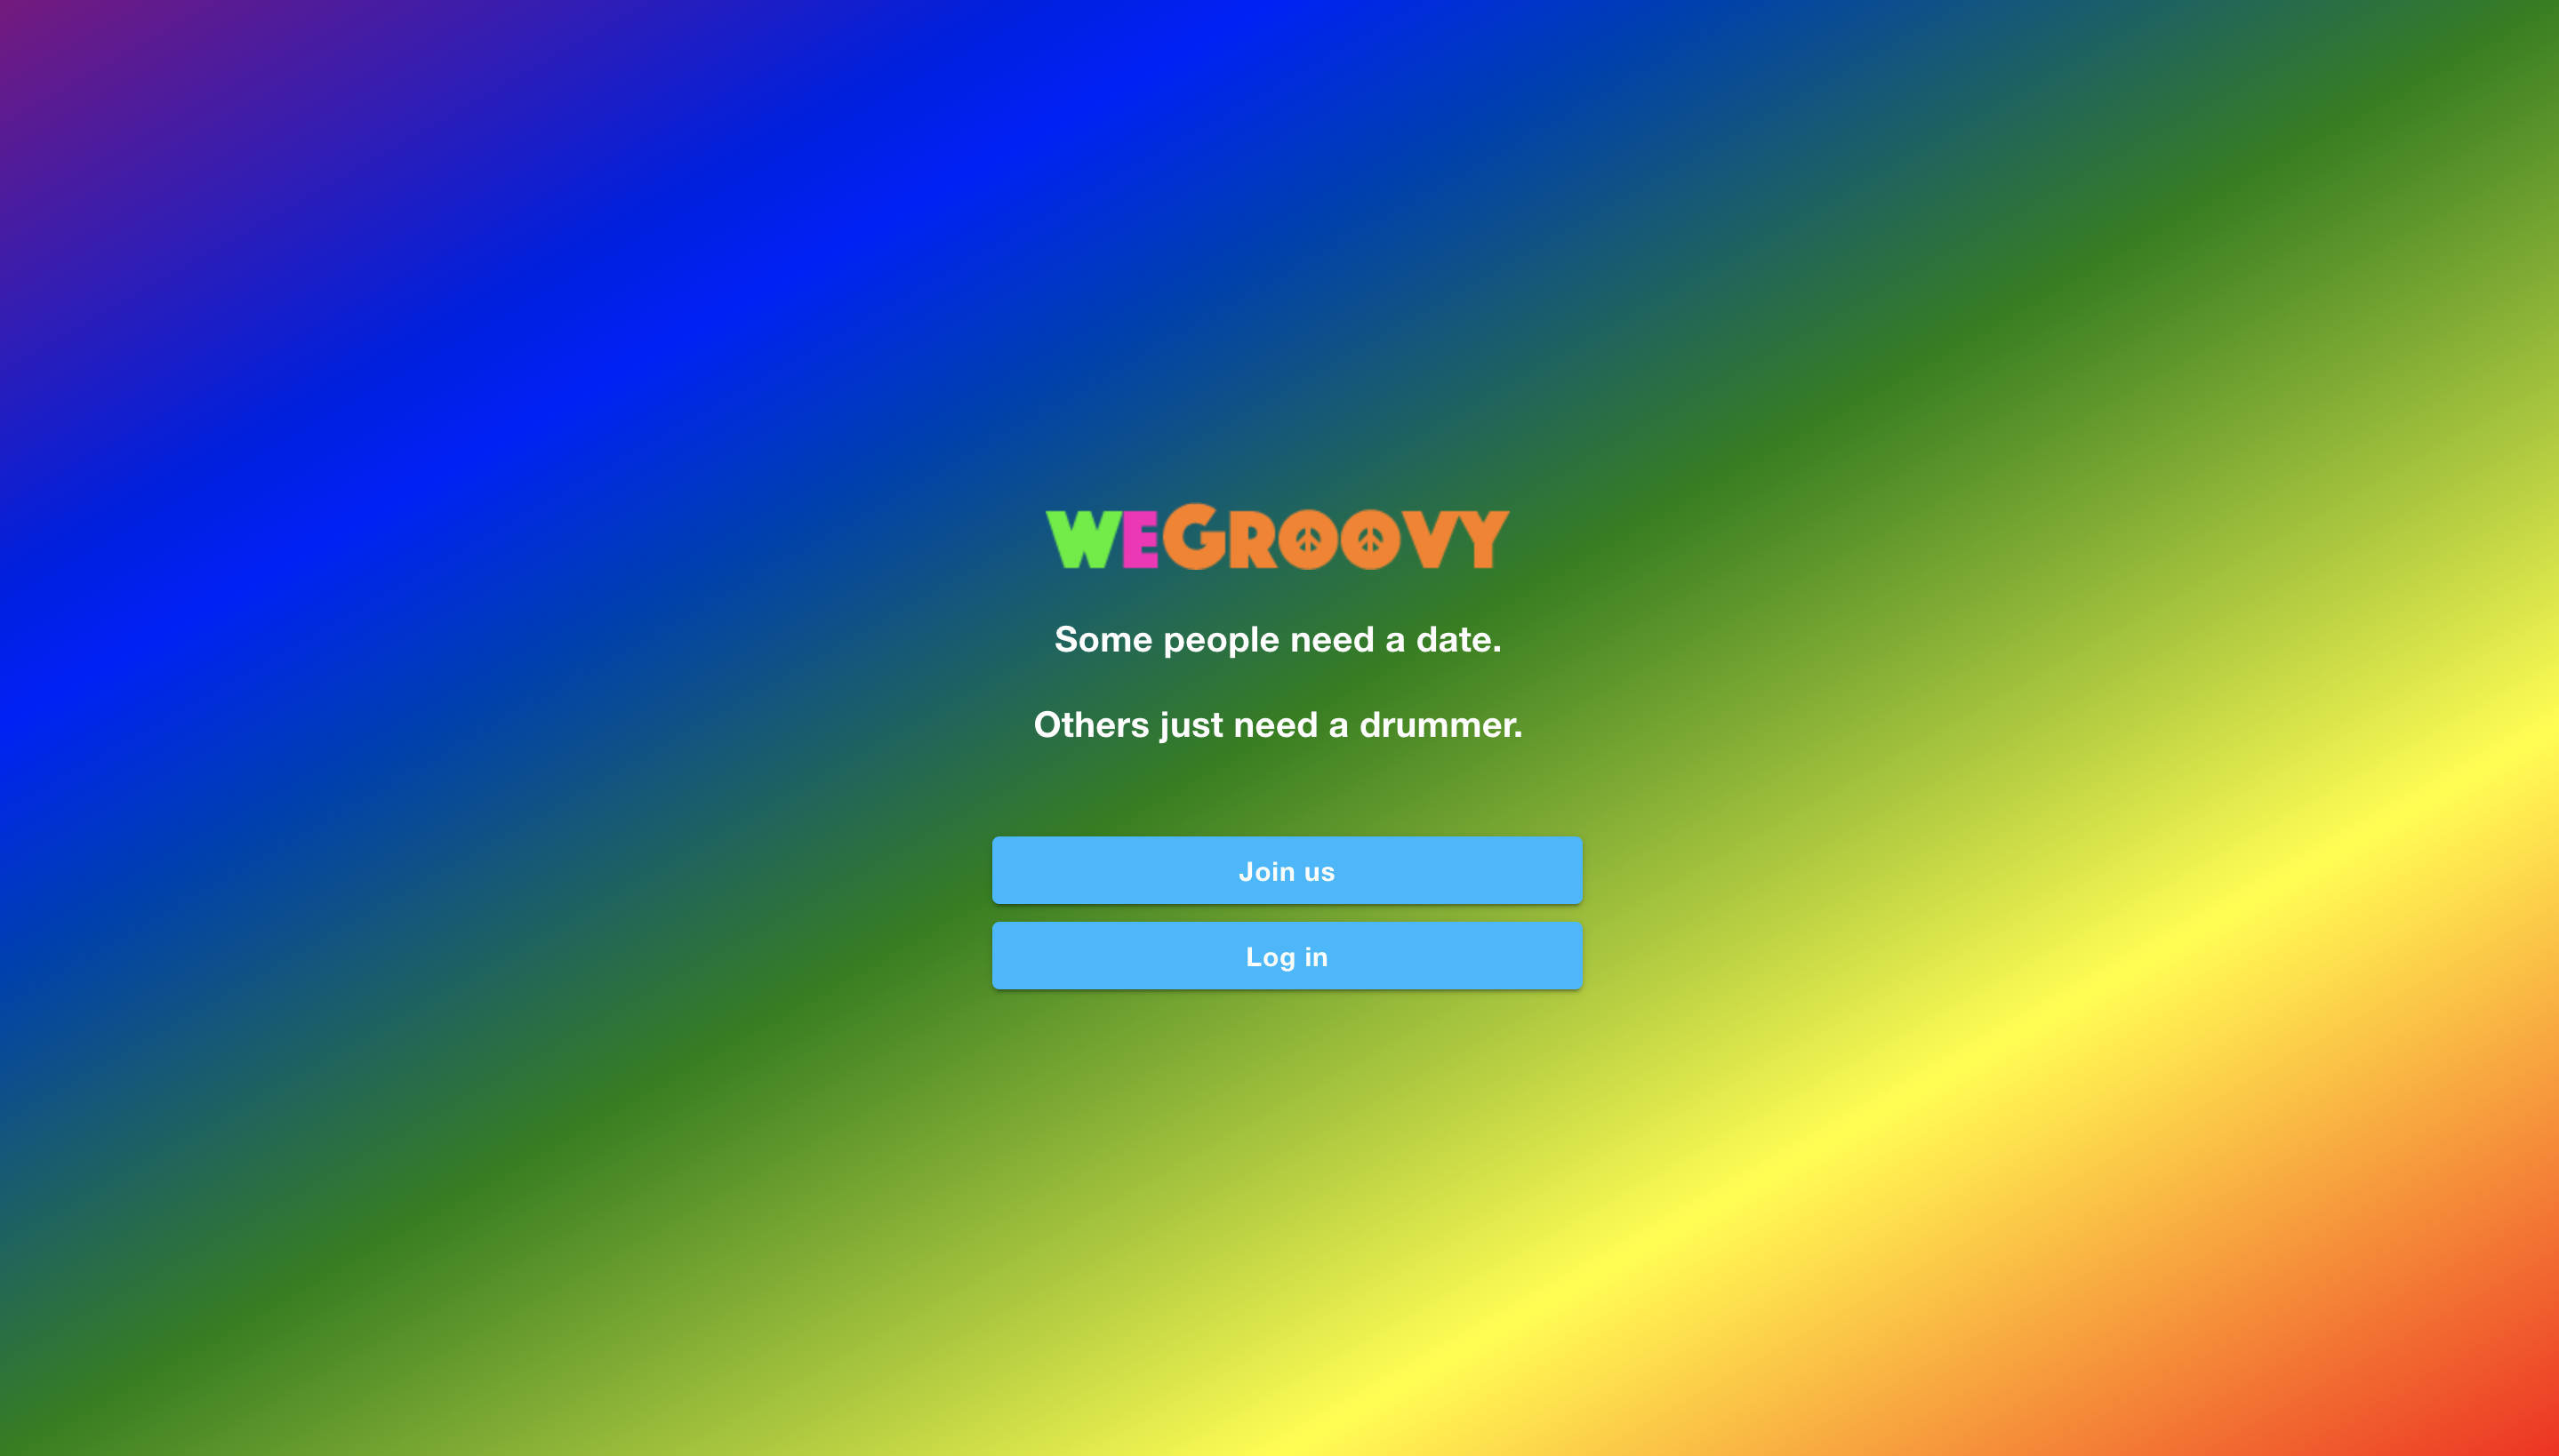 WEGROOVY
Some people need a date.
Others just need a drummer.
Join us
Log in